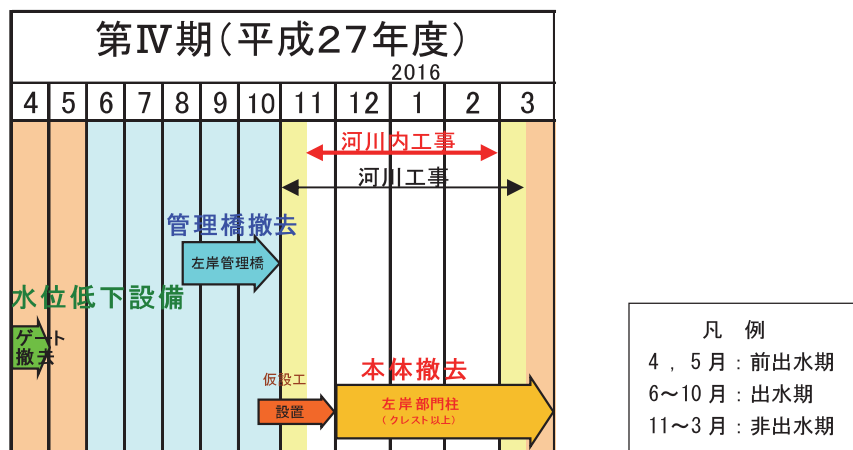 第Ⅳ期(平成27年度)
2016
4 5 6 7 8 9 10 11 12 1 2 3
河川内工事
河川工事
管理橋撤去
左岸管理橋
水位低下設備
ゲート
撤去
本体撤去
仮設工
設置
左岸部門柱
(クレスト以上)
凡 例
4 , 5月:前出水期
6~10月:出水期
11~3月:非出水期